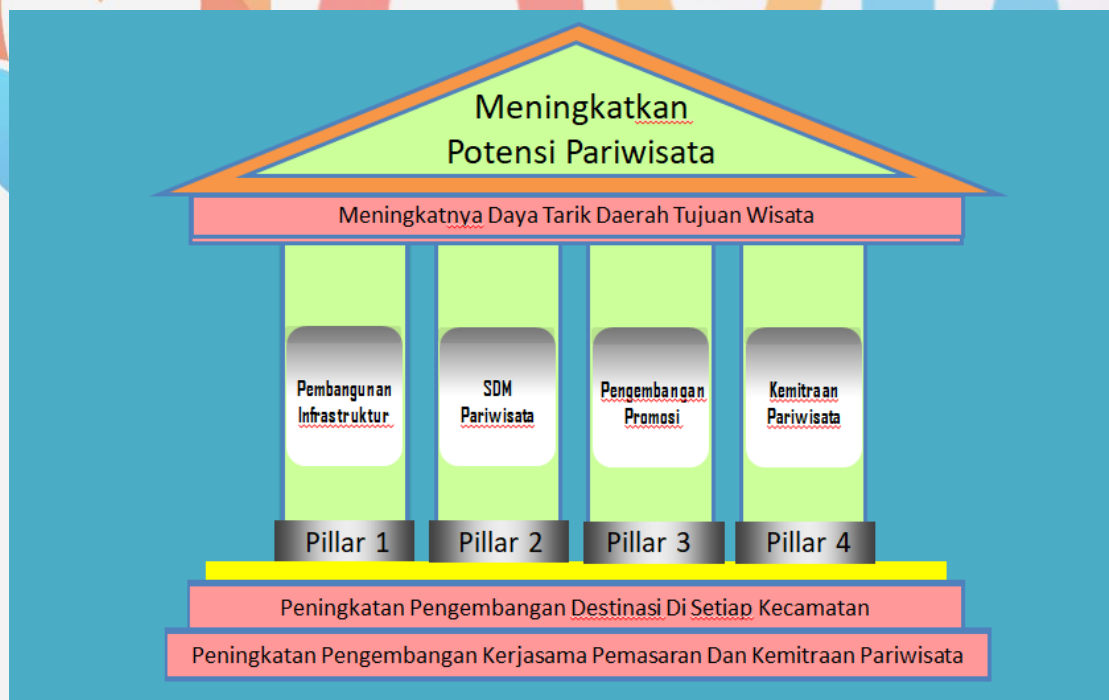 Meningkatkan
Potensi Pariwisata
Meningkatnya Daya Tarik Daerah Tujuan Wisata
Pembangunan
Infrastruktur
SDM
Pariwisata
Pengembangan
Promosi
Kemitraan
Pariwisata
Pillar 1
Pillar 2
Pillar 3
Pillar 4
Peningkatan Pengembangan Destinasi Di Setiap Kecamatan
Peningkatan Pengembangan Kerjasama Pemasaran Dan Kemitraan Pariwisata